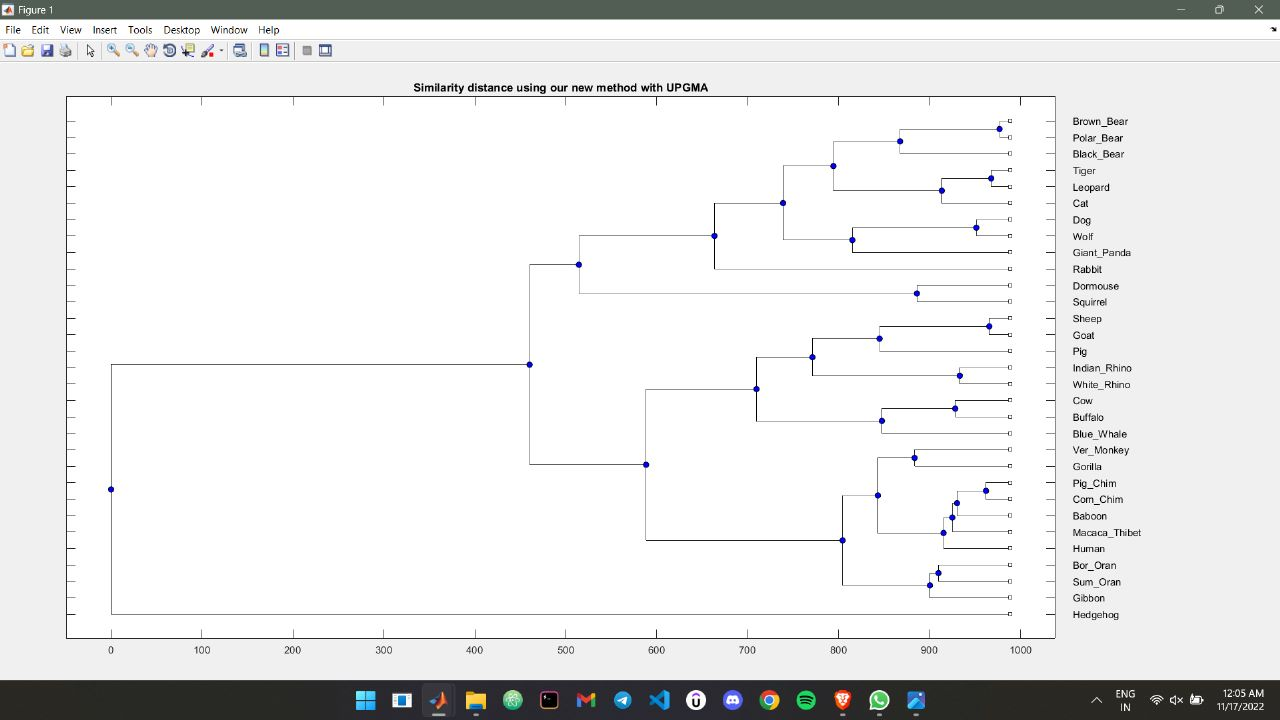 Figure 1
File Edit View Insert Tools Desktop Window Help
Similarity distance using our new method with UPGMA
Brown_Bear
Polar_Bear
Black_Bear
Tiger
Leopard
Cat
Dog
Wolf
Giant_Panda
Rabbit
Dormouse
Squirrel
Sheep
Goat
Pig
Indian_Rhino
White_Rhino
Cow
Buffalo
Blue_Whale
Ver_Monkey
Gorilla
Pig_Chim
Com_Chim
Baboon
Macaca_Thibet
Human
Bor_Oran
Sum_Oran
Gibbon
Hedgehog
0 100 200 300 400 500 600 700 800 900 1000
ENG
IN
12:05 AM
11/17/2022